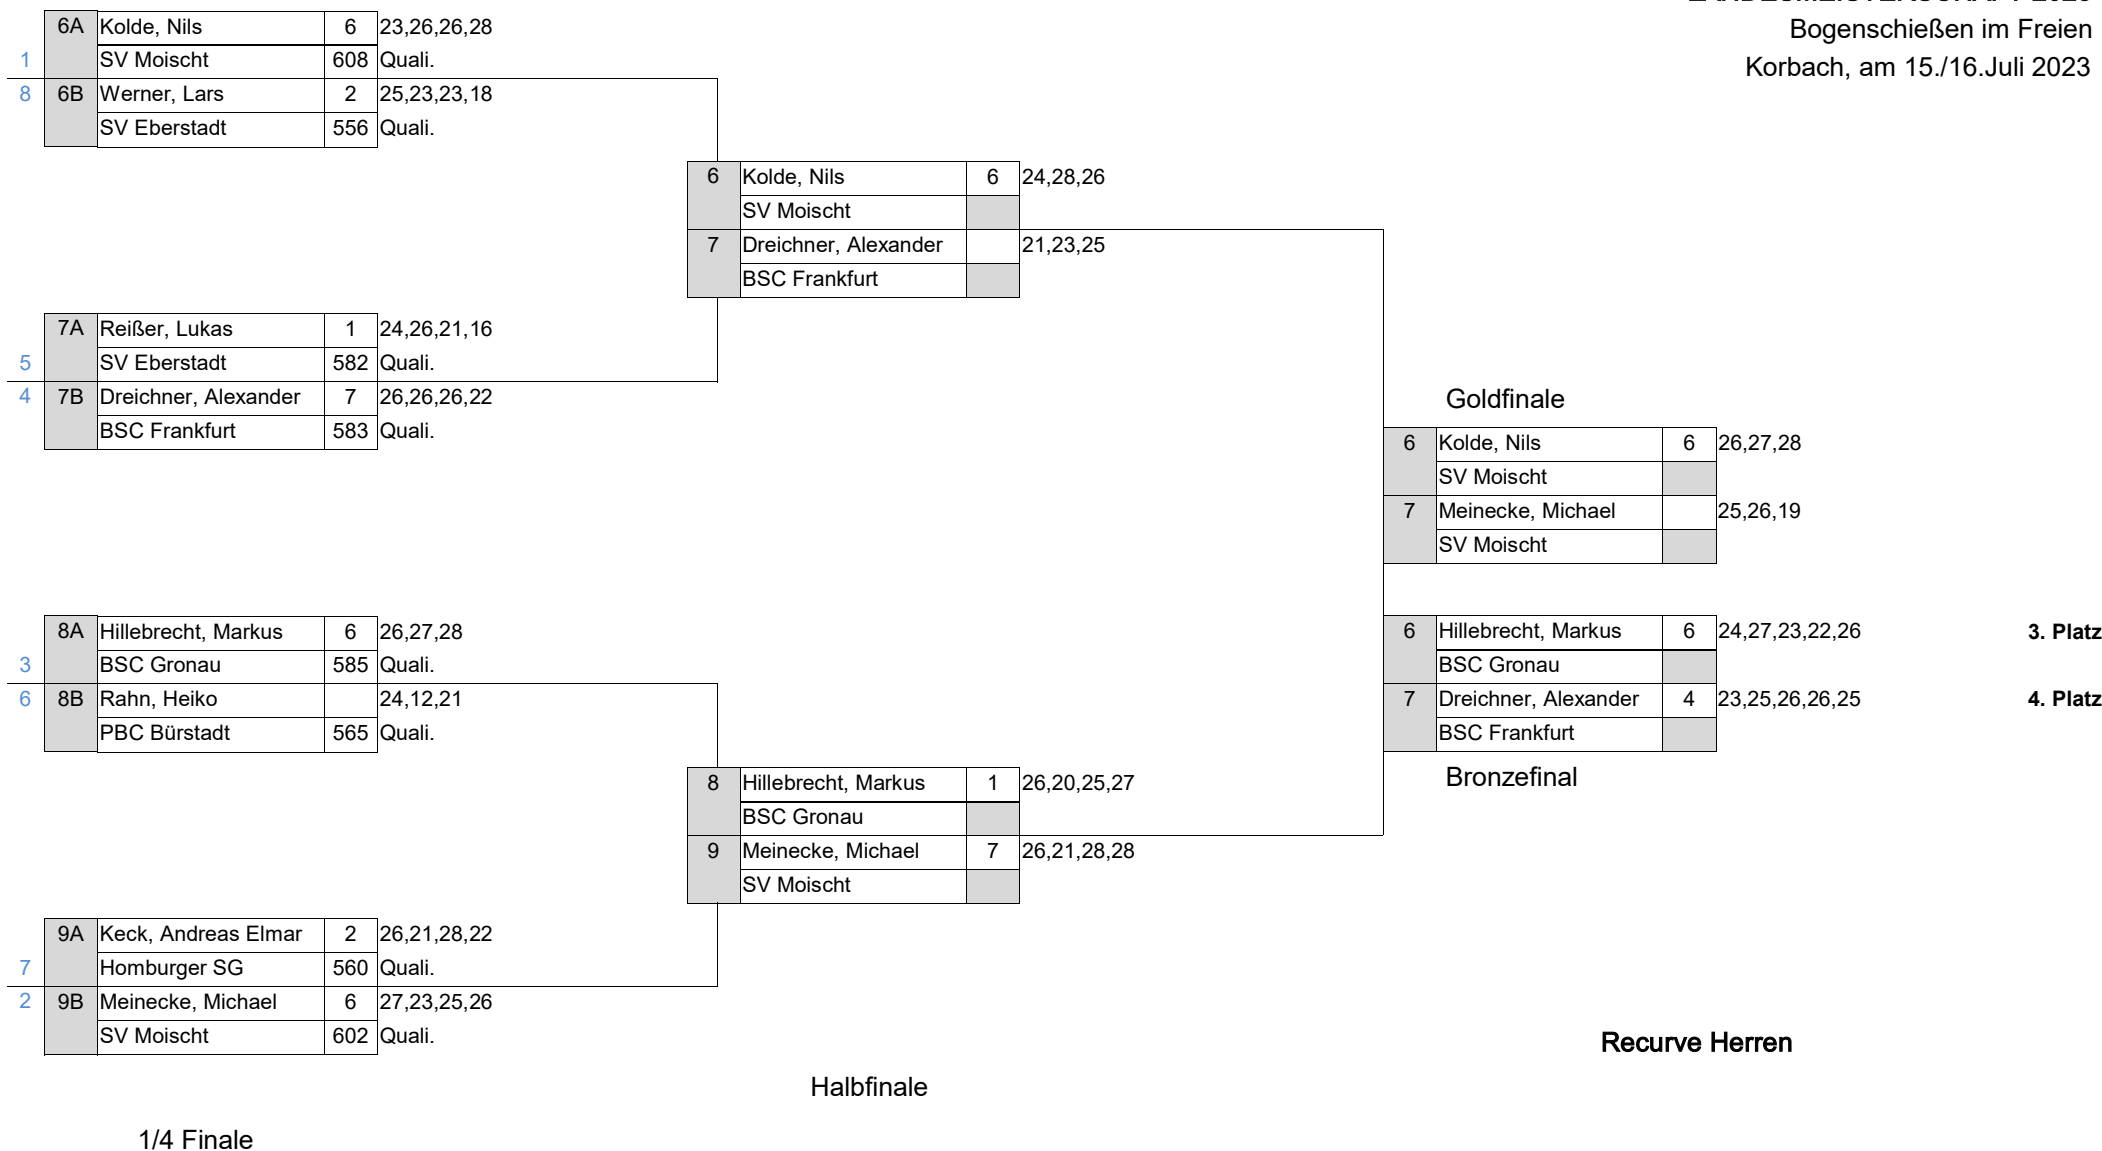 Bogenschießen im Freien
Korbach, am 15./16.Juli 2023
6A Kolde, Nils 6 23,26,26,28
1 SV Moischt 608 Quali.
8 6B Werner, Lars 2 25,23,23,18
SV Eberstadt 556 Quali.
6 Kolde, Nils 6 24,28,26
SV Moischt
7 Dreichner, Alexander 21,23,25
BSC Frankfurt
7A Reißer, Lukas 1 24,26,21,16
5 SV Eberstadt 582 Quali.
4 7B Dreichner, Alexander 7 26,26,26,22
BSC Frankfurt 583 Quali.
Goldfinale
6 Kolde, Nils 6 26,27,28
SV Moischt
7 Meinecke, Michael 25,26,19
SV Moischt
8A Hillebrecht, Markus 6 26,27,28
3 BSC Gronau 585 Quali.
6 8B Rahn, Heiko 24,12,21
PBC Bürstadt 565 Quali.
6 Hillebrecht, Markus 6 24,27,23,22,26 3. Platz
BSC Gronau
7 Dreichner, Alexander 4 23,25,26,26,25 4. Platz
BSC Frankfurt
Bronzefinal
8 Hillebrecht, Markus 1 26,20,25,27
BSC Gronau
9 Meinecke, Michael 7 26,21,28,28
SV Moischt
9A Keck, Andreas Elmar 2 26,21,28,22
7 Homburger SG 560 Quali.
2 9B Meinecke, Michael 6 27,23,25,26
SV Moischt 602 Quali.
Recurve Herren
Halbfinale
1/4 Finale